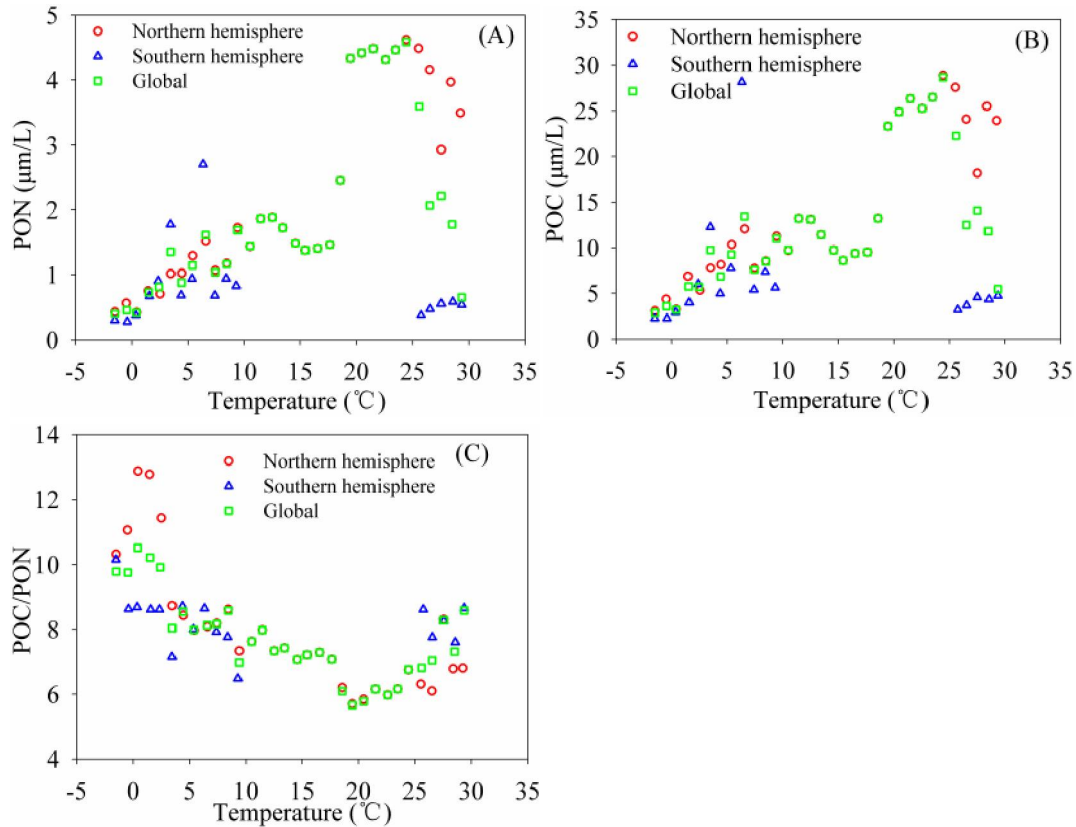 5
4
3
2
1
0
PON (μm/L)
Northern hemisphere
Southern hemisphere
Global
(A)
-5 0 5 10 15 20 25 30 35
Temperature (℃)
35
30
25
20
15
10
5
0
POC (μm/L)
Northern hemisphere
Southern hemisphere
Global
(B)
-5 0 5 10 15 20 25 30 35
Temperature (℃)
14
12
10
8
6
4
POC/PON
Northern hemisphere
Southern hemisphere
Global
(C)
-5 0 5 10 15 20 25 30 35
Temperature (℃)